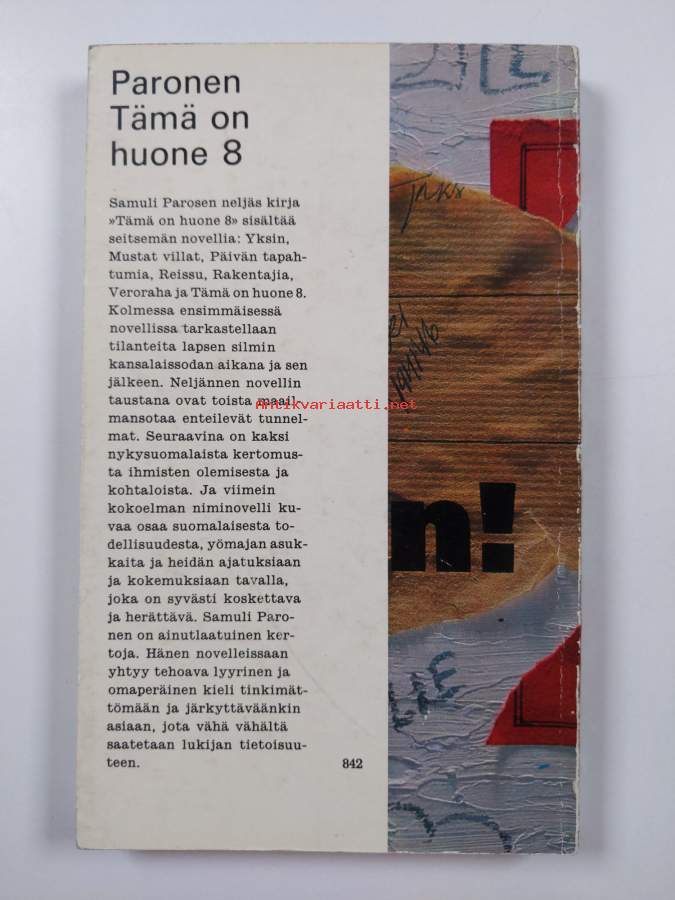 Paronen
Tämä on
huone 8
Samuli Parosen neljäs kirja
»Tämä on huone 8» sisältää
seitsemän novellia: Yksin,
Mustat villat, Päivän tapah-
tumia, Reissu, Rakentajia,
Veroraha ja Tämä on huone 8.
Kolmessa ensimmäisessä
novellissa tarkastellaan
tilanteita lapsen silmin
kansalaissodan aikana ja sen
jälkeen. Neljännen novellin
taustana ovat toista maail-
mansotaa enteilevät tunnel-
mat. Seuraavina on kaksi
nykysuomalaista kertomus-
ta ihmisten olemisesta ja
kohtaloista. Ja viimein
kokoelman niminovelli ku-
vaa osaa suomalaisesta to-
dellisuudesta, yömajan asuk-
kaita ja heidän ajatuksiaan
ja kokemuksiaan tavalla,
joka on syvästi koskettava
ja herättävä. Samuli Paro-
nen on ainutlaatuinen ker-
toja. Hänen novelleissaan
yhtyy tehoava lyyrinen ja
omaperäinen kieli tinkimät-
tömään ja järkyttäväänkin
asiaan, jota vähä vähältä
saatetaan lukijan tietoisuu-
teen.
842
Antikvariaatti.net
n!